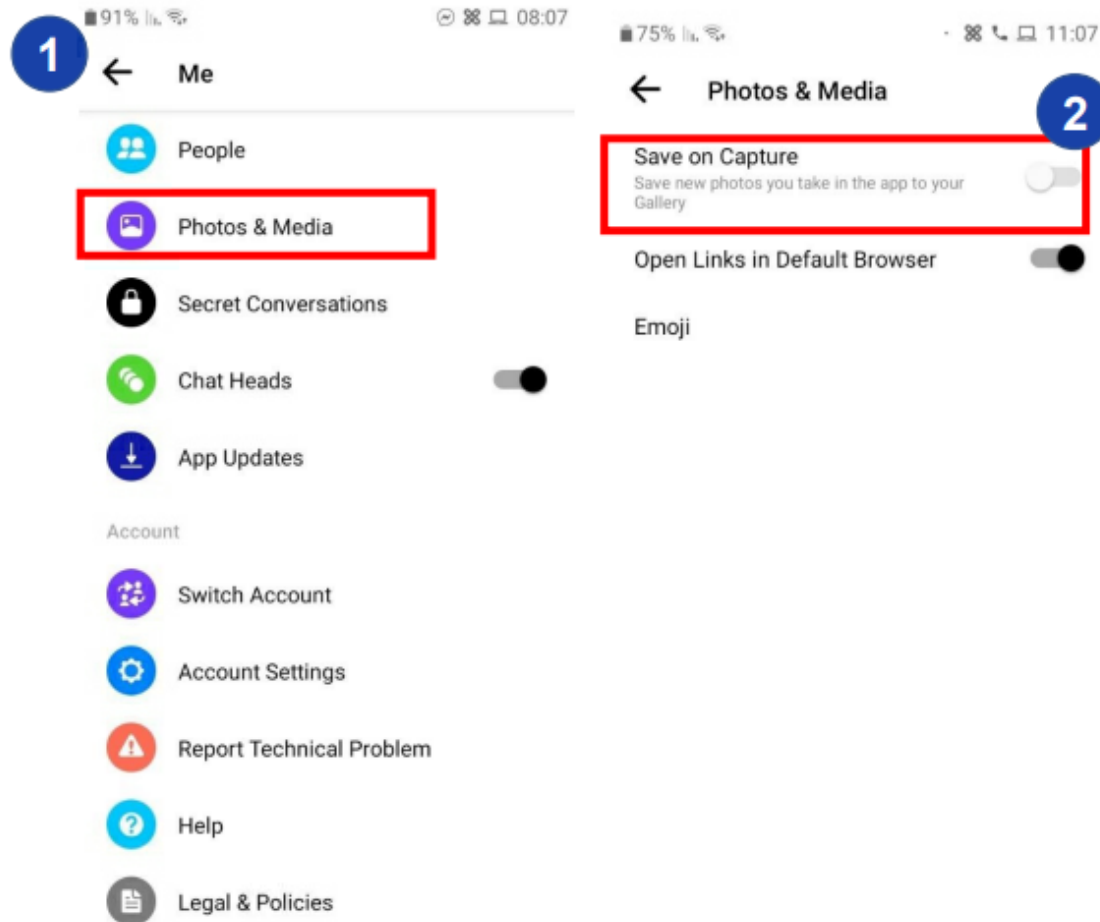 91% 08:07
1
Me
People
Photos & Media
Secret Conversations
Chat Heads
App Updates
Account
Switch Account
Account Settings
Report Technical Problem
Help
Legal & Policies
75% 11:07
Photos & Media
2
Save on Capture
Save new photos you take in the app to your
Gallery
Open Links in Default Browser
Emoji